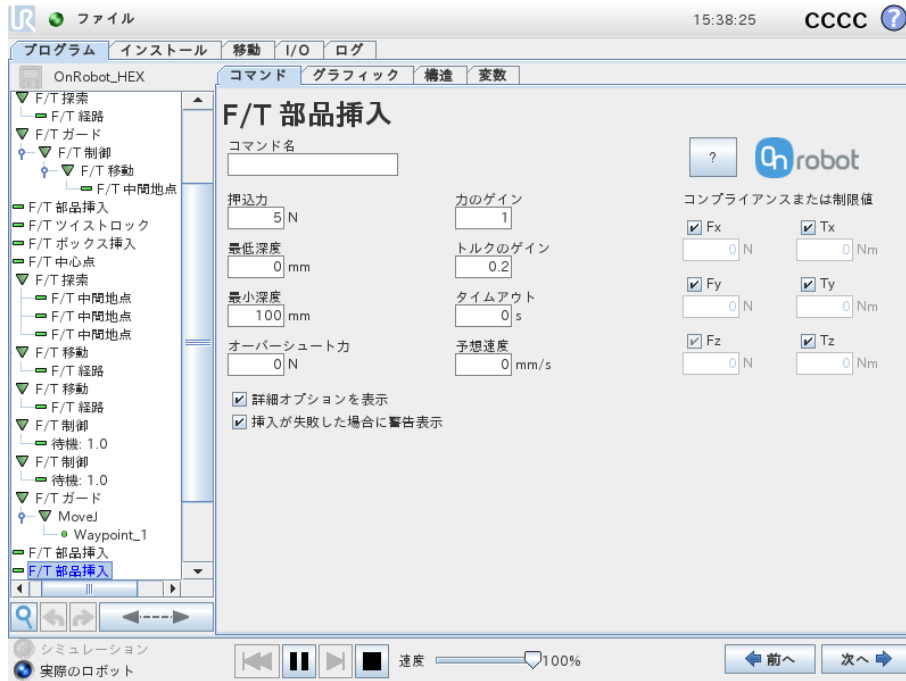 ファイル
15:38:25
CCCC
?
プログラム インストール 移動 I/O ログ
OnRobot_HEX
コマンド グラフィック 構造 変数
F/T 探索
F/T 経路
F/T ガード
F/T 制御
F/T 移動
F/T 中間地点
F/T 部品挿入
F/T ツイストロック
F/T ボックス挿入
F/T 中心点
F/T 探索
F/T 中間地点
F/T 中間地点
F/T 中間地点
F/T 移動
F/T 経路
F/T 移動
F/T 経路
F/T 制御
待機: 1.0
F/T 制御
待機: 1.0
F/T ガード
MoveJ
Waypoint_1
F/T 部品挿入
F/T 部品挿入
F/T 部品挿入
コマンド名
?
On robot
押込力
5 N
力のゲイン
1
最低深度
0 mm
トルクのゲイン
0.2
最小深度
100 mm
タイムアウト
0 s
オーバーシュート力
0 N
予想速度
0 mm/s
コンプライアンスまたは制限値
Fx Tx
0 N 0 Nm
Fy Ty
0 N 0 Nm
Fz Tz
0 N 0 Nm
詳細オプションを表示
挿入が失敗した場合に警告表示
シミュレーション
実際のロボット
速度 100%
前へ
次へ